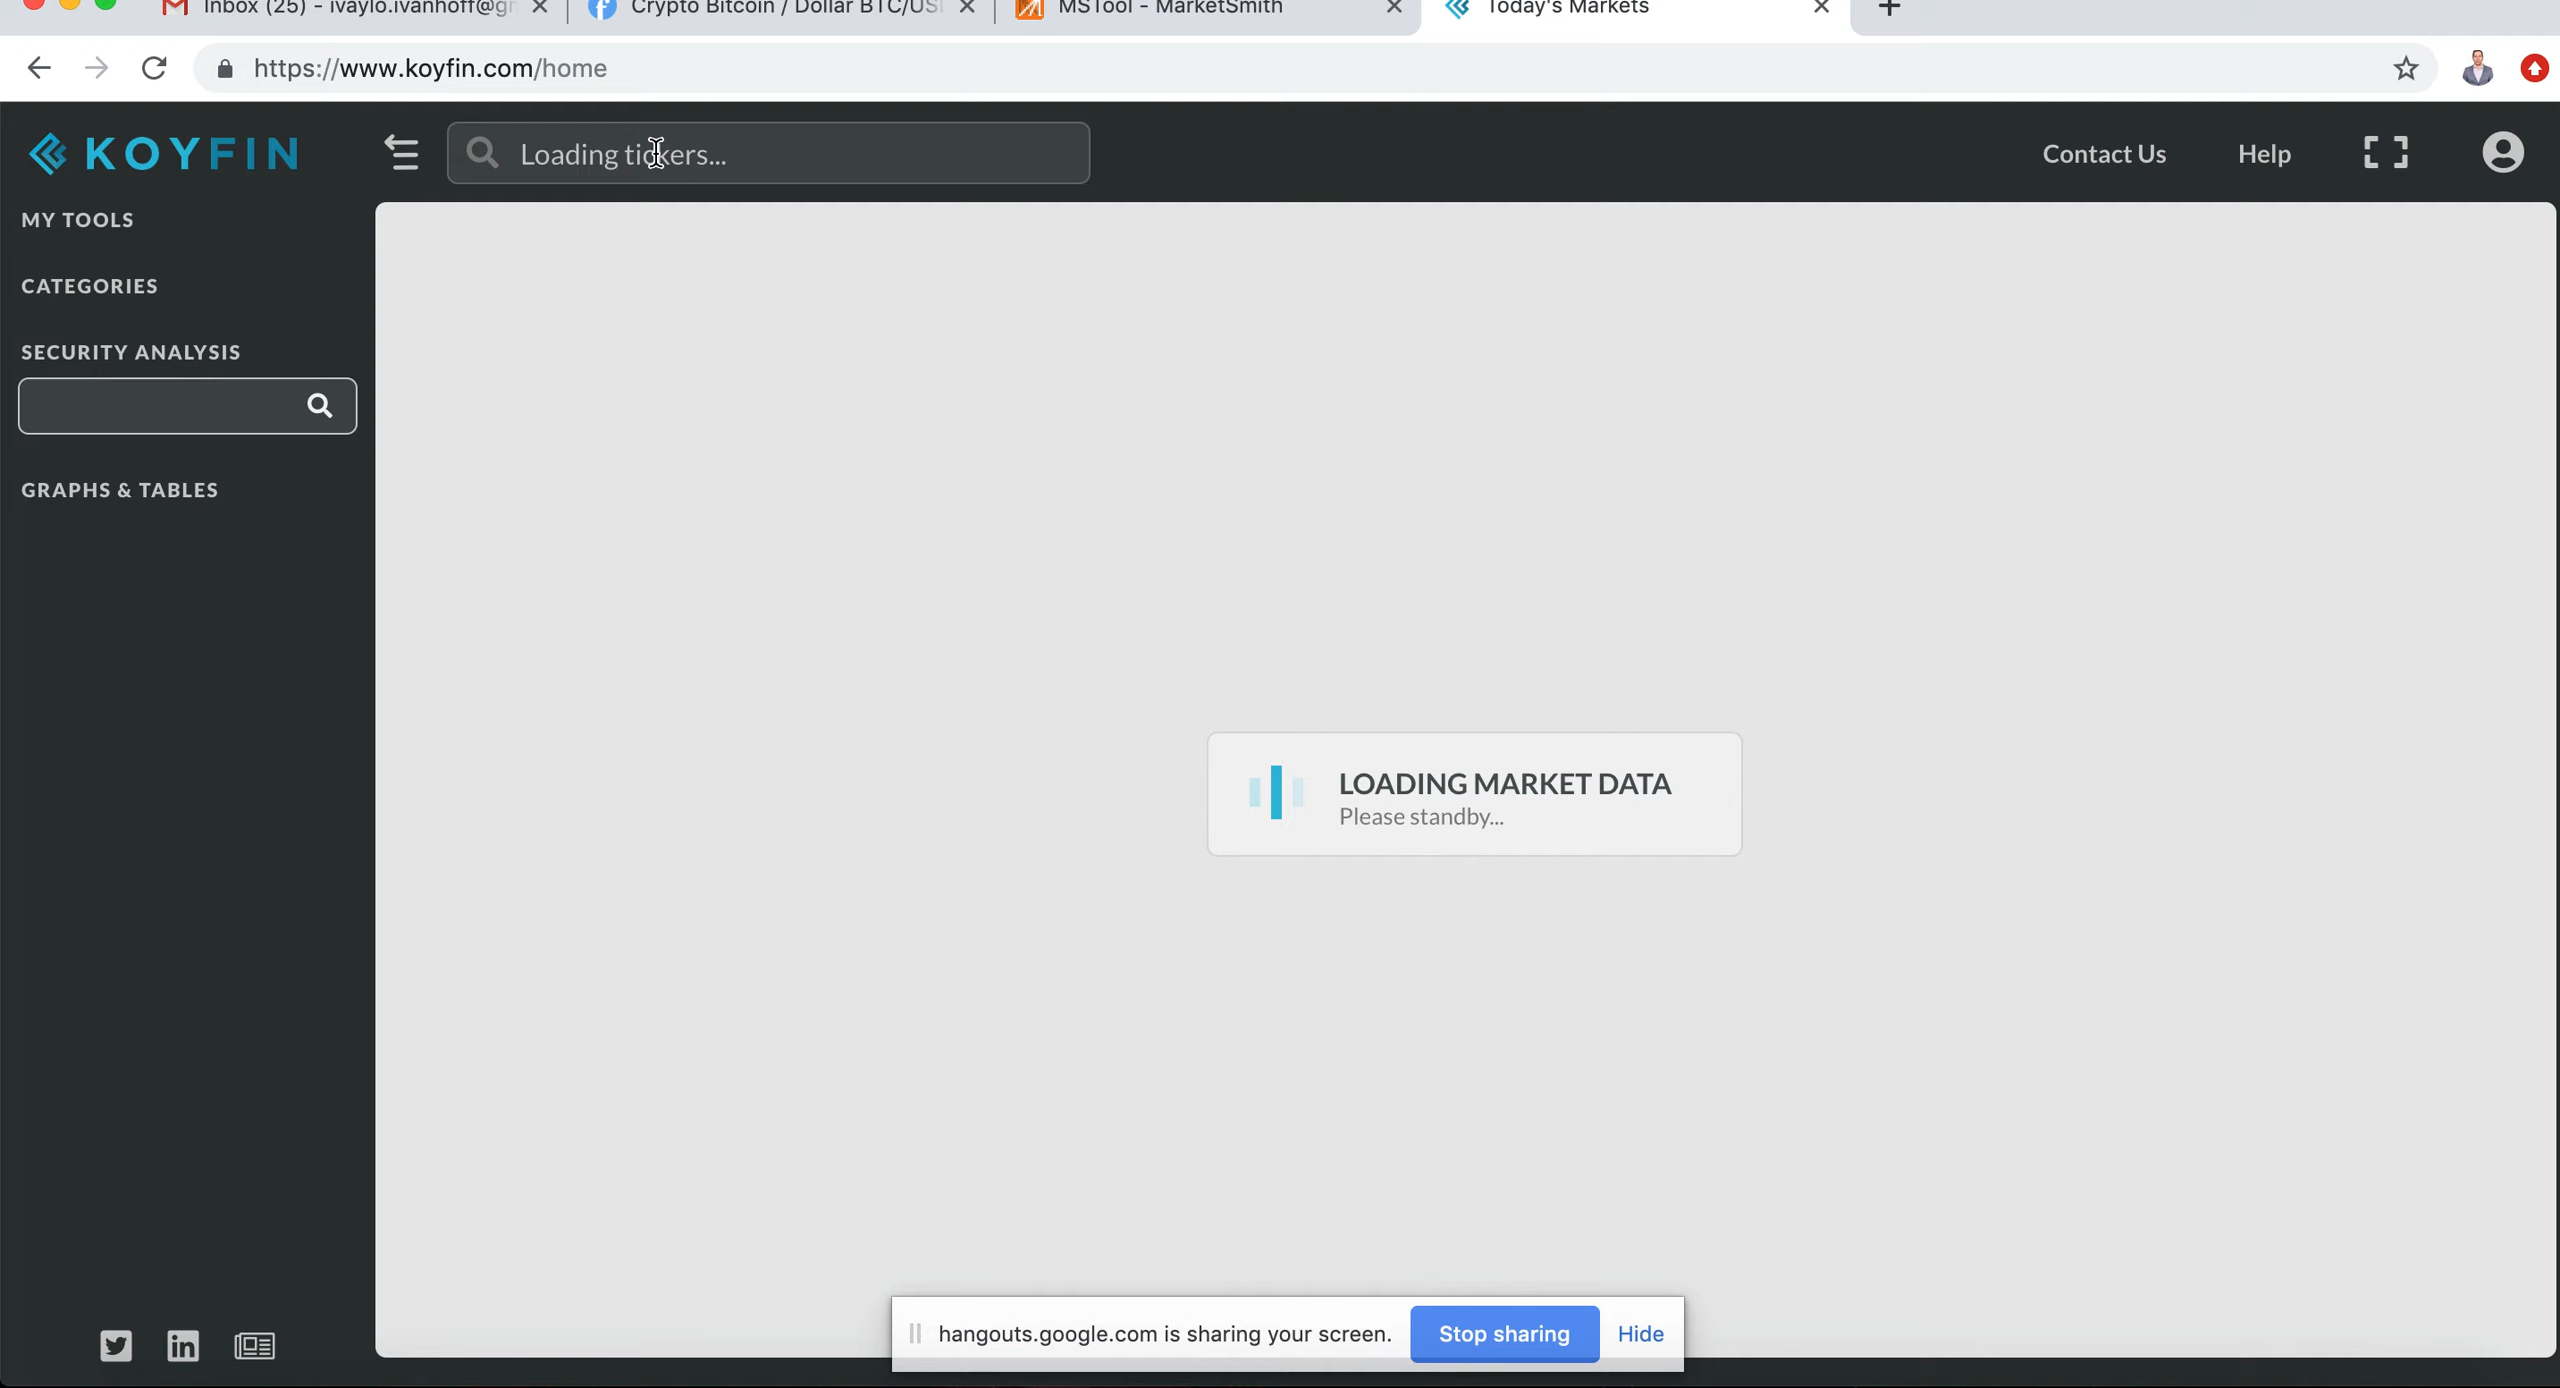 Inbox (25) - ivaylo.ivanhoff@g
Crypto Bitcoin / Dollar BTC/US
MSTool - MarketSmith
Today's Markets
https://www.koyfin.com/home
KOYFIN
Loading tickers...
Contact Us
Help
MY TOOLS
CATEGORIES
SECURITY ANALYSIS
GRAPHS & TABLES
LOADING MARKET DATA
Please standby...
hangouts.google.com is sharing your screen.
Stop sharing
Hide